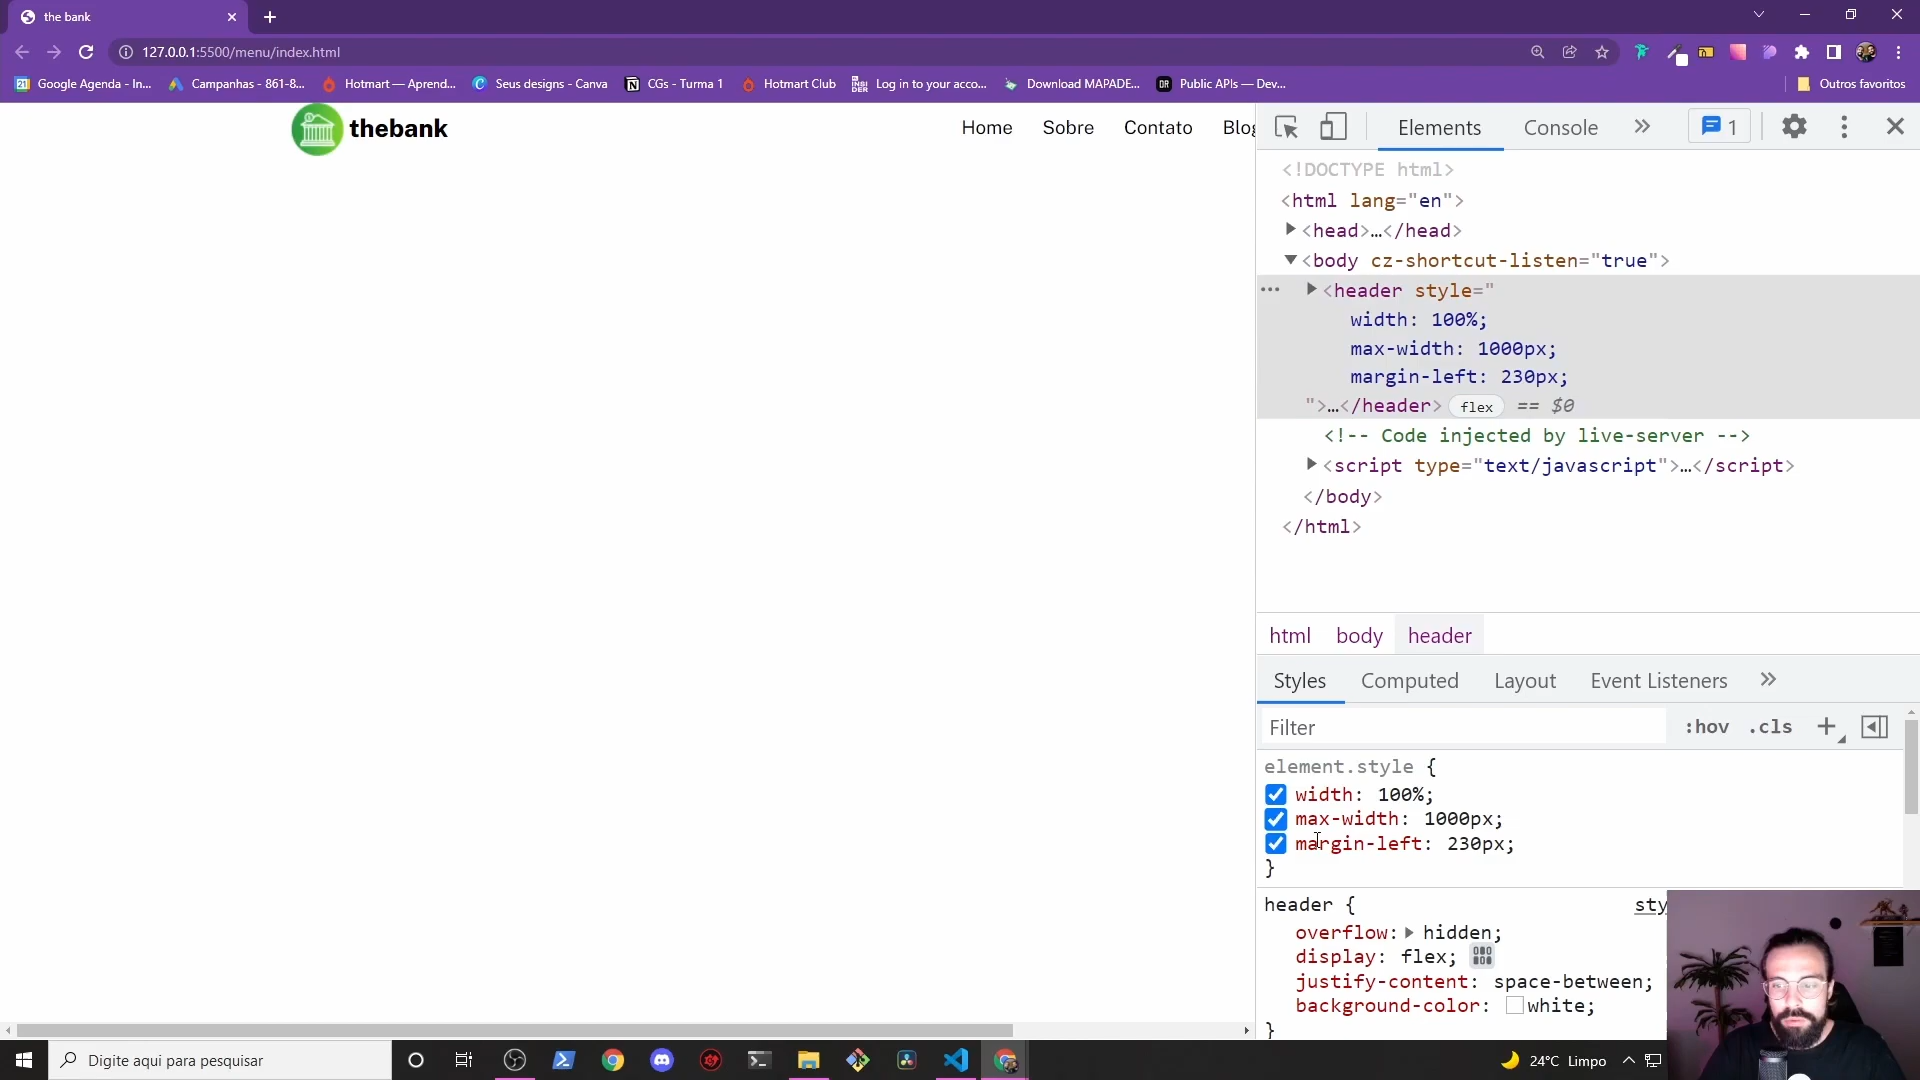 the bank
127.0.0.1:5500/menu/index.html
21 Google Agenda - In...
Campanhas - 861-8...
Hotmart — Aprend...
Seus designs - Canva
CGs - Turma 1
Hotmart Club
Log in to your acco...
Download MAPADE...
DR Public APIs — Dev...
Outros favoritos
thebank
Home Sobre Contato Blog
Elements Console 1
<!DOCTYPE html>
<html lang="en">
<head>…</head>
<body cz-shortcut-listen="true">
<header style="
width: 100%;
max-width: 1000px;
margin-left: 230px;
">…</header> flex == $0
<!-- Code injected by live-server -->
<script type="text/javascript">…</script>
</body>
</html>
html body header
Styles Computed Layout Event Listeners
Filter :hov .cls
element.style {
width: 100%;
max-width: 1000px;
margin-left: 230px;
}
header { sty
overflow: hidden;
display: flex;
justify-content: space-between;
background-color: white;
}
Digite aqui para pesquisar
24°C Limpo